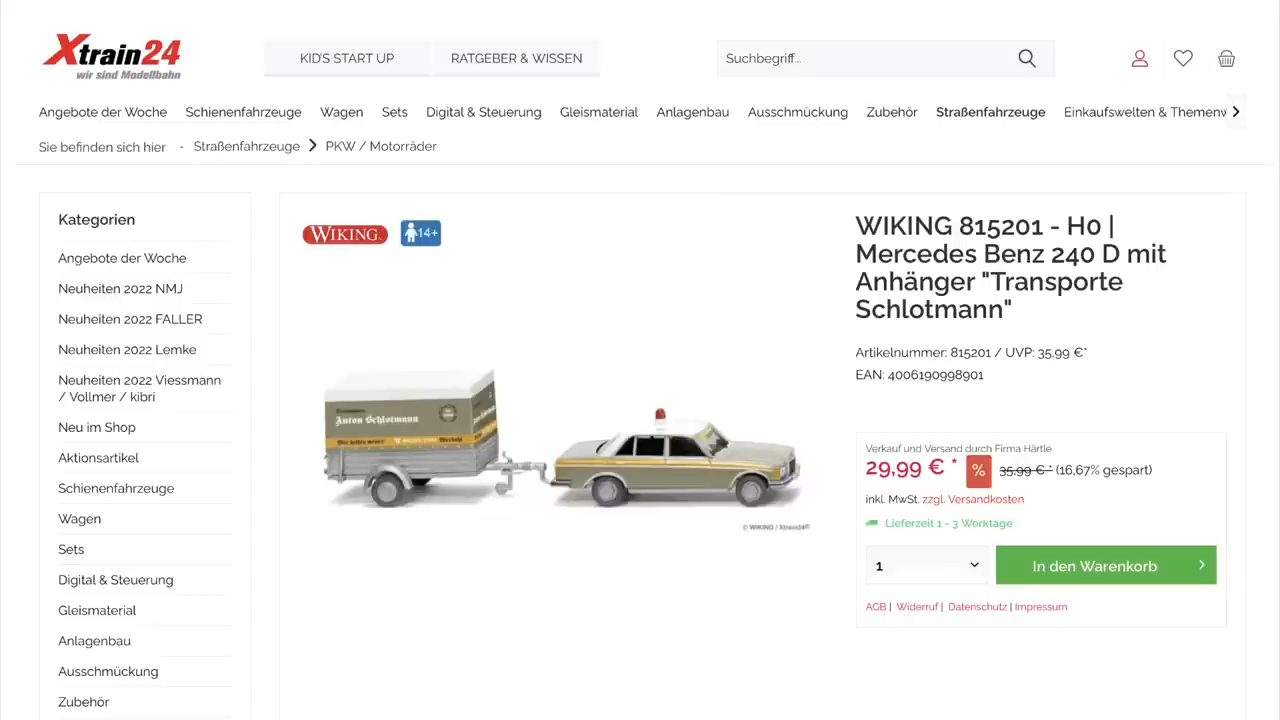 Xtrain24
wir sind Modellbahn
KID'S START UP
RATGEBER & WISSEN
Suchbegriff...
Angebote der Woche
Schienenfahrzeuge
Wagen
Sets
Digital & Steuerung
Gleismaterial
Anlagenbau
Ausschmückung
Zubehör
Straßenfahrzeuge
Einkaufswelten & Themenw
Sie befinden sich hier - Straßenfahrzeuge > PKW / Motorräder
Kategorien
Angebote der Woche
Neuheiten 2022 NMJ
Neuheiten 2022 FALLER
Neuheiten 2022 Lemke
Neuheiten 2022 Viessmann
/ Vollmer / kibri
Neu im Shop
Aktionsartikel
Schienenfahrzeuge
Wagen
Sets
Digital & Steuerung
Gleismaterial
Anlagenbau
Ausschmückung
Zubehör
WIKING
14+
Anton Schlotmann
© WIKING / Xtrain24®
WIKING 815201 - H0 |
Mercedes Benz 240 D mit
Anhänger "Transporte
Schlotmann"
Artikelnummer: 815201 / UVP: 35,99 €*
EAN: 4006190998901
Verkauf und Versand durch Firma Härtle
29,99 € * % 35,99 € * (16,67% gespart)
inkl. MwSt. zzgl. Versandkosten
Lieferzeit 1 - 3 Werktage
1
In den Warenkorb
AGB | Widerruf | Datenschutz | Impressum